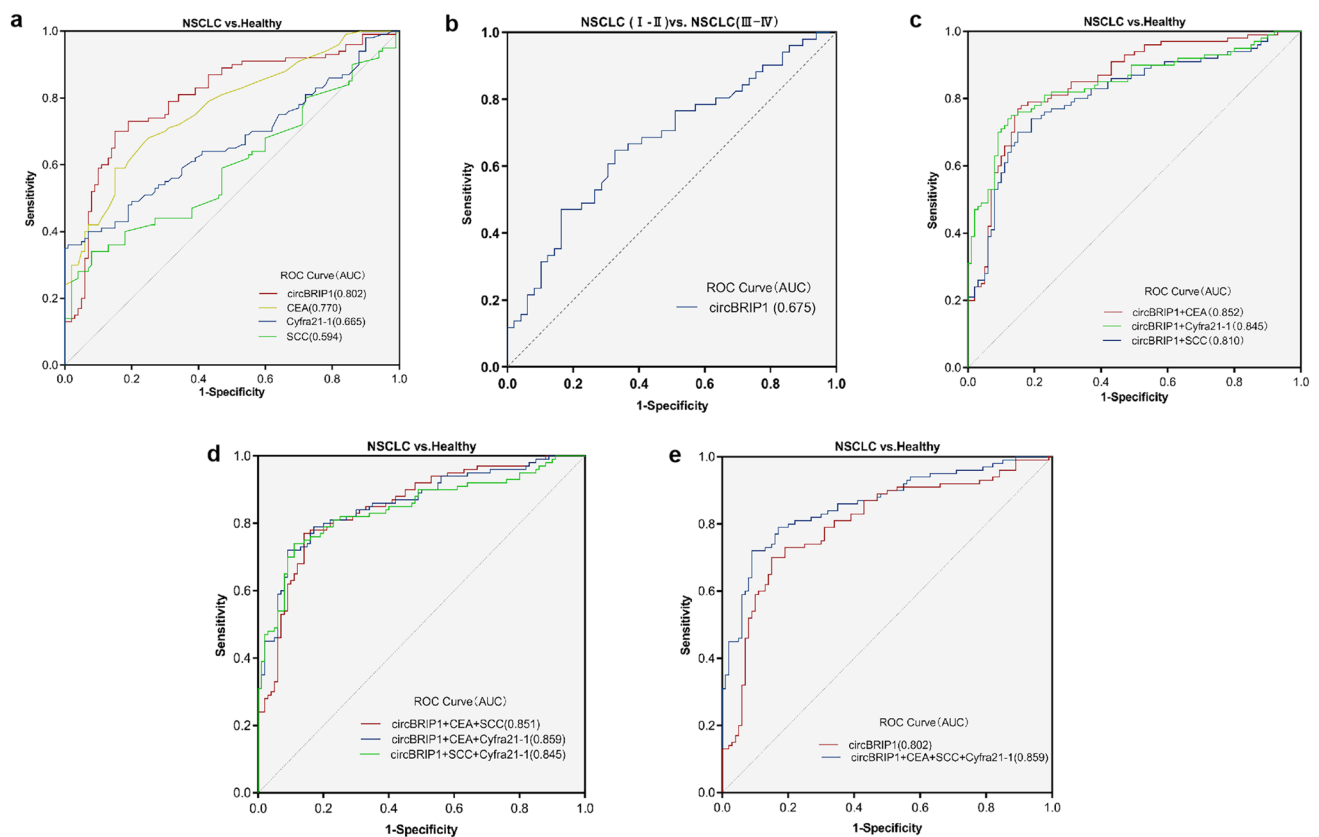 a
NSCLC vs.Healthy
1.0
0.8
0.6
0.4
0.2
0.0
Sensitivity
ROC Curve(AUC)
circBRIP1(0.802)
CEA(0.770)
Cyfra21-1(0.665)
SCC(0.594)
0.0 0.2 0.4 0.6 0.8 1.0
1-Specificity
b
NSCLC (Ⅰ-Ⅱ)vs. NSCLC(Ⅲ-Ⅳ)
1.0
0.8
0.6
0.4
0.2
0.0
Sensitivity
ROC Curve(AUC)
circBRIP1 (0.675)
0.0 0.2 0.4 0.6 0.8 1.0
1-Specificity
c
NSCLC vs.Healthy
1.0
0.8
0.6
0.4
0.2
0.0
Sensitivity
ROC Curve(AUC)
circBRIP1+CEA(0.852)
circBRIP1+Cyfra21-1(0.845)
circBRIP1+SCC(0.810)
0.0 0.2 0.4 0.6 0.8 1.0
1-Specificity
d
NSCLC vs.Healthy
1.0
0.8
0.6
0.4
0.2
0.0
Sensitivity
ROC Curve(AUC)
circBRIP1+CEA+SCC(0.851)
circBRIP1+CEA+Cyfra21-1(0.859)
circBRIP1+SCC+Cyfra21-1(0.845)
0.0 0.2 0.4 0.6 0.8 1.0
1-Specificity
e
NSCLC vs.Healthy
1.0
0.8
0.6
0.4
0.2
0.0
Sensitivity
ROC Curve(AUC)
circBRIP1(0.802)
circBRIP1+CEA+SCC+Cyfra21-1(0.859)
0.0 0.2 0.4 0.6 0.8 1.0
1-Specificity